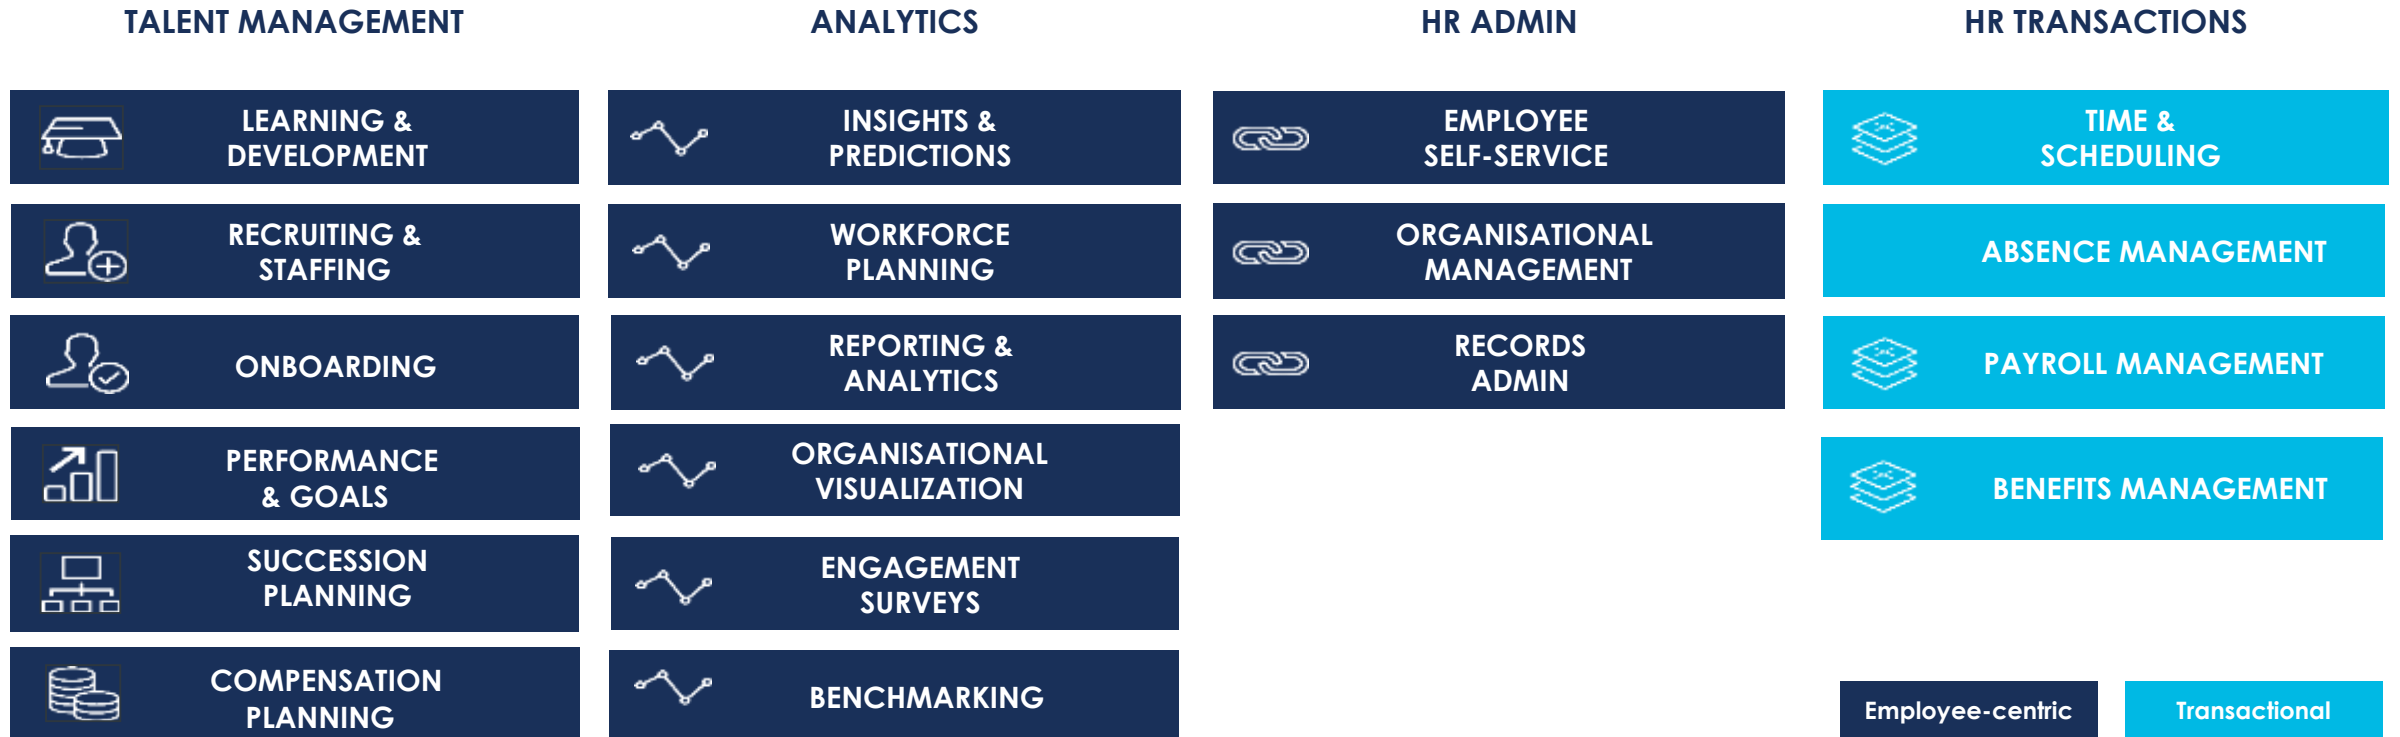 TALENT MANAGEMENT
LEARNING &
DEVELOPMENT
RECRUITING &
STAFFING
ONBOARDING
PERFORMANCE
& GOALS
SUCCESSION
PLANNING
COMPENSATION
PLANNING
ANALYTICS
INSIGHTS &
PREDICTIONS
WORKFORCE
PLANNING
REPORTING &
ANALYTICS
ORGANISATIONAL
VISUALIZATION
ENGAGEMENT
SURVEYS
BENCHMARKING
HR ADMIN
EMPLOYEE
SELF-SERVICE
ORGANISATIONAL
MANAGEMENT
RECORDS
ADMIN
HR TRANSACTIONS
TIME &
SCHEDULING
ABSENCE MANAGEMENT
PAYROLL MANAGEMENT
BENEFITS MANAGEMENT
Employee-centric
Transactional